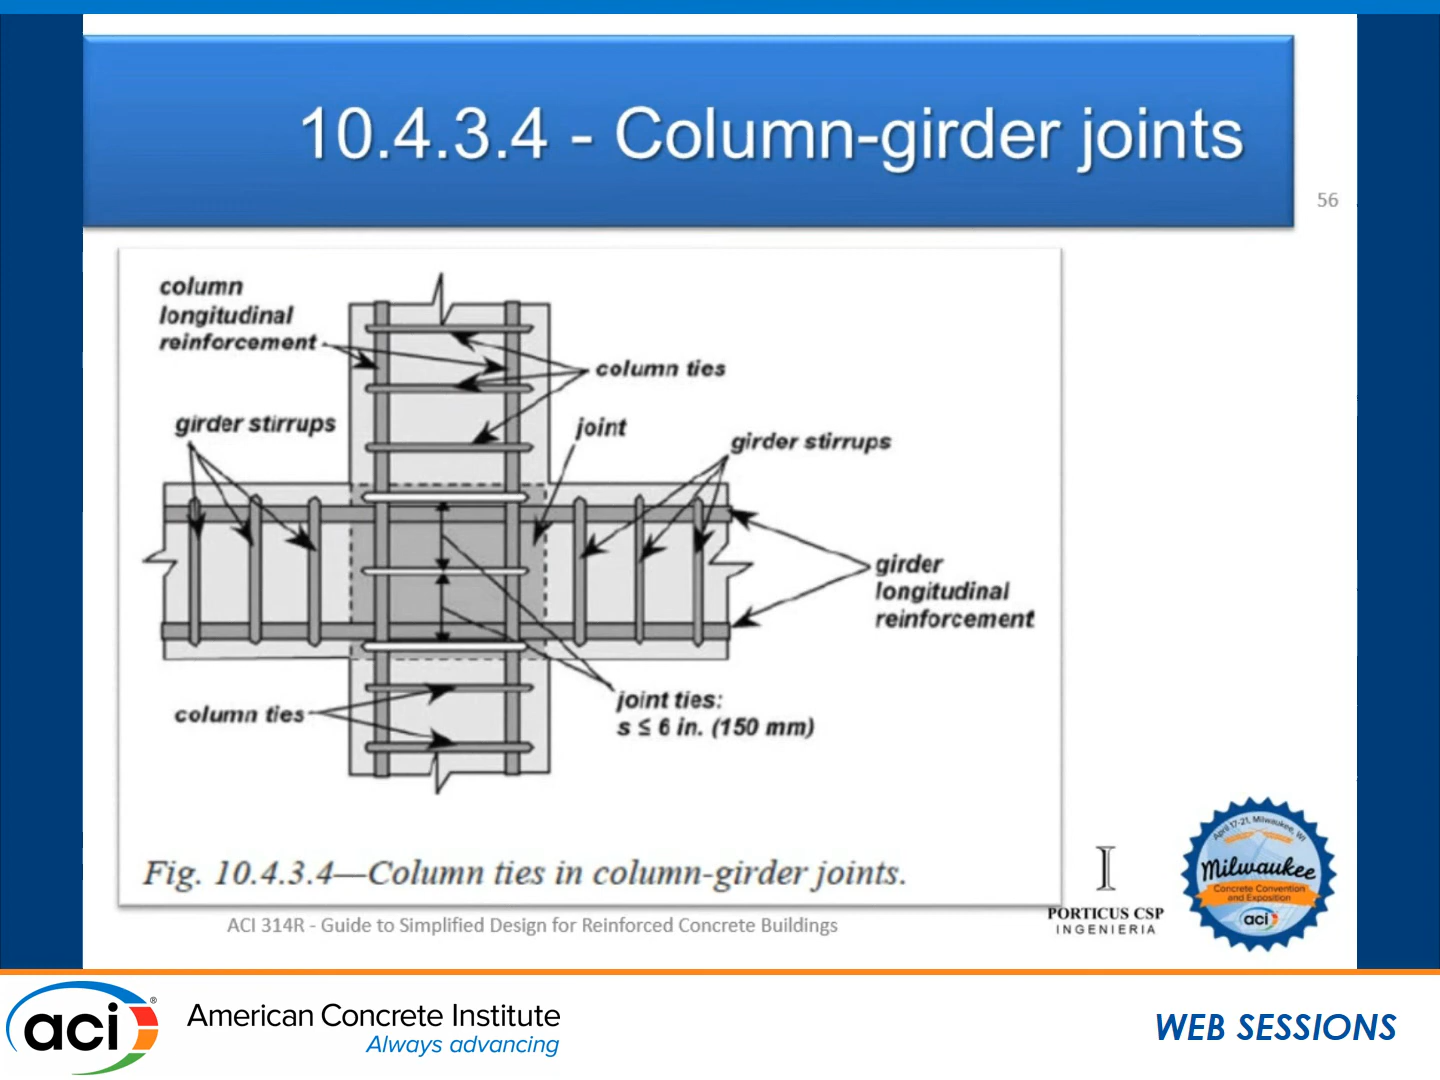 10.4.3.4 - Column-girder joints
56
column
longitudinal
reinforcement
column ties
girder stirrups
joint
girder stirrups
girder
longitudinal
reinforcement
joint ties:
s ≤ 6 in. (150 mm)
column ties
Fig. 10.4.3.4—Column ties in column-girder joints.
ACI 314R - Guide to Simplified Design for Reinforced Concrete Buildings
PORTICUS CSP
INGENIERIA
April 17-21, Milwaukee, WI
Milwaukee
Concrete Convention
and Exposition
aci
aci®
American Concrete Institute
Always advancing
WEB SESSIONS